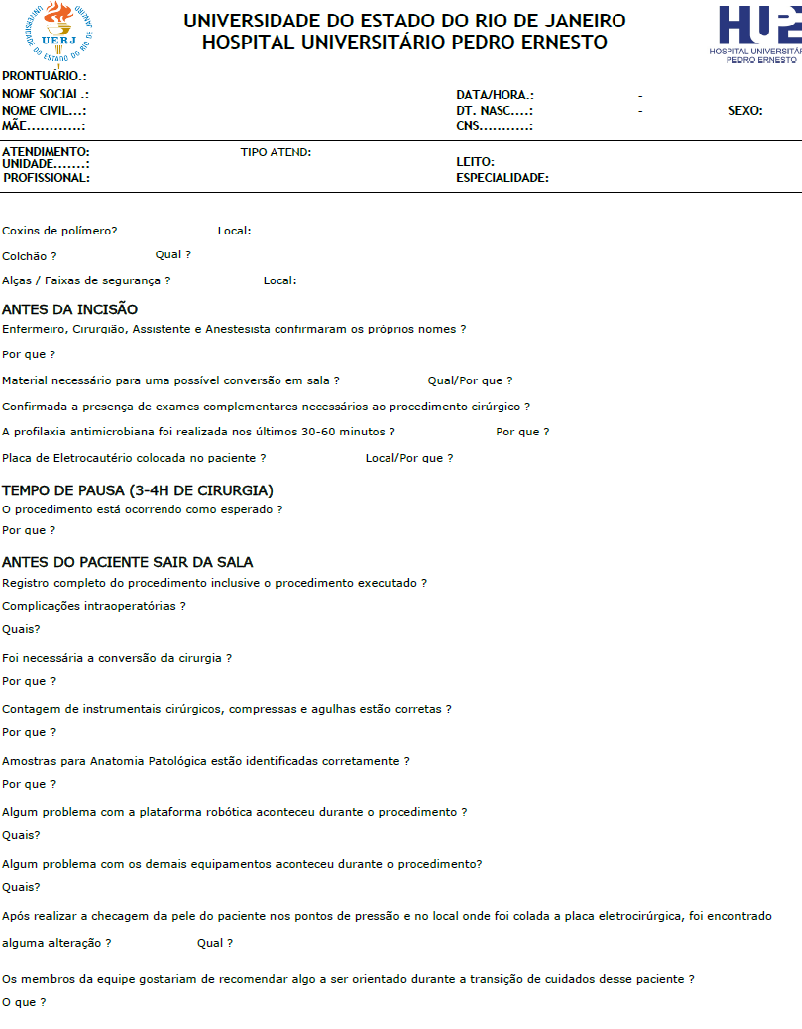 UNIVERSIDADE DO ESTADO DO RIO DE JANEIRO
HOSPITAL UNIVERSITÁRIO PEDRO ERNESTO
UNIVERSIDADE DO ESTADO DO RIO DE JANEIRO
UERJ
HUPE
HOSPITAL UNIVERSITÁR
PEDRO ERNESTO
PRONTUÁRIO.:
NOME SOCIAL.: DATA/HORA.: -
NOME CIVIL...: DT. NASC....: - SEXO:
MÃE............: CNS...........:
ATENDIMENTO: TIPO ATEND:
UNIDADE.......: LEITO:
PROFISSIONAL: ESPECIALIDADE:
Coxins de polímero? Local:
Colchão ? Qual ?
Alças / Faixas de segurança ? Local:
ANTES DA INCISÃO
Enfermeiro, Cirurgião, Assistente e Anestesista confirmaram os próprios nomes ?
Por que ?
Material necessário para uma possível conversão em sala ? Qual/Por que ?
Confirmada a presença de exames complementares necessários ao procedimento cirúrgico ?
A profilaxia antimicrobiana foi realizada nos últimos 30-60 minutos ? Por que ?
Placa de Eletrocautério colocada no paciente ? Local/Por que ?
TEMPO DE PAUSA (3-4H DE CIRURGIA)
O procedimento está ocorrendo como esperado ?
Por que ?
ANTES DO PACIENTE SAIR DA SALA
Registro completo do procedimento inclusive o procedimento executado ?
Complicações intraoperatórias ?
Quais?
Foi necessária a conversão da cirurgia ?
Por que ?
Contagem de instrumentais cirúrgicos, compressas e agulhas estão corretas ?
Por que ?
Amostras para Anatomia Patológica estão identificadas corretamente ?
Por que ?
Algum problema com a plataforma robótica aconteceu durante o procedimento ?
Quais?
Algum problema com os demais equipamentos aconteceu durante o procedimento?
Quais?
Após realizar a checagem da pele do paciente nos pontos de pressão e no local onde foi colada a placa eletrocirúrgica, foi encontrado
alguma alteração ? Qual ?
Os membros da equipe gostariam de recomendar algo a ser orientado durante a transição de cuidados desse paciente ?
O que ?